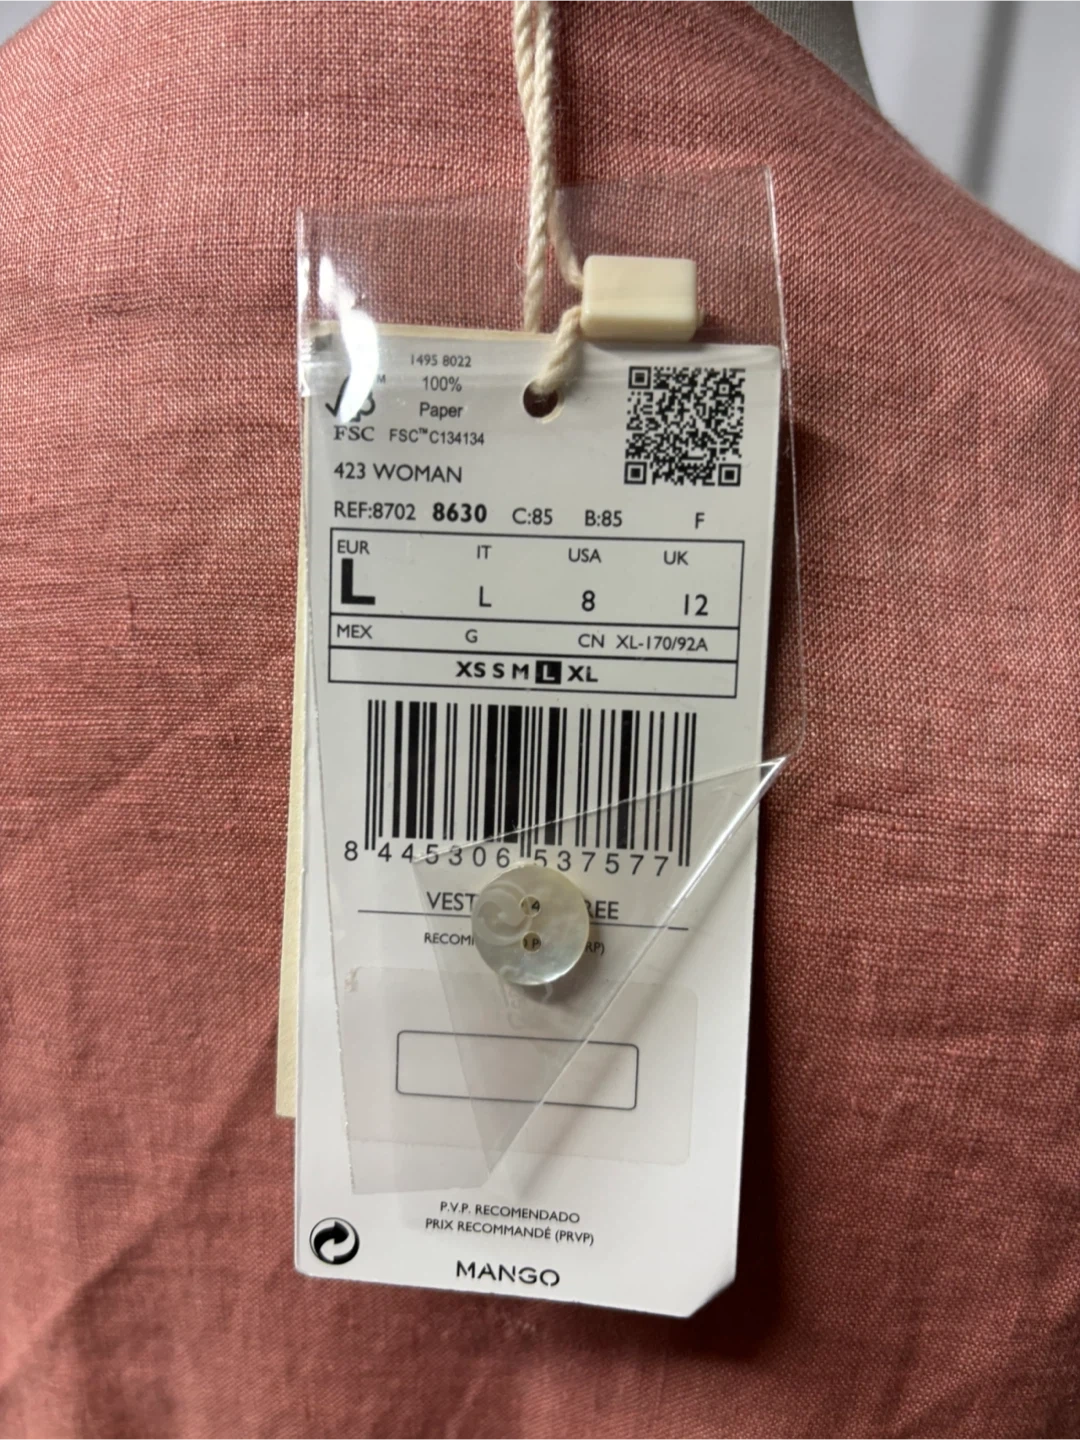 1495 8022
100%
Paper
FSC FSC™C134134
423 WOMAN
REF:8702 8630 C:85 B:85 F
EUR IT USA UK
L L 8 12
MEX G CN XL-170/92A
XS S M L XL
8 445306 537577
P.V.P. RECOMENDADO
PRIX RECOMMANDÉ (PRVP)
MANGO